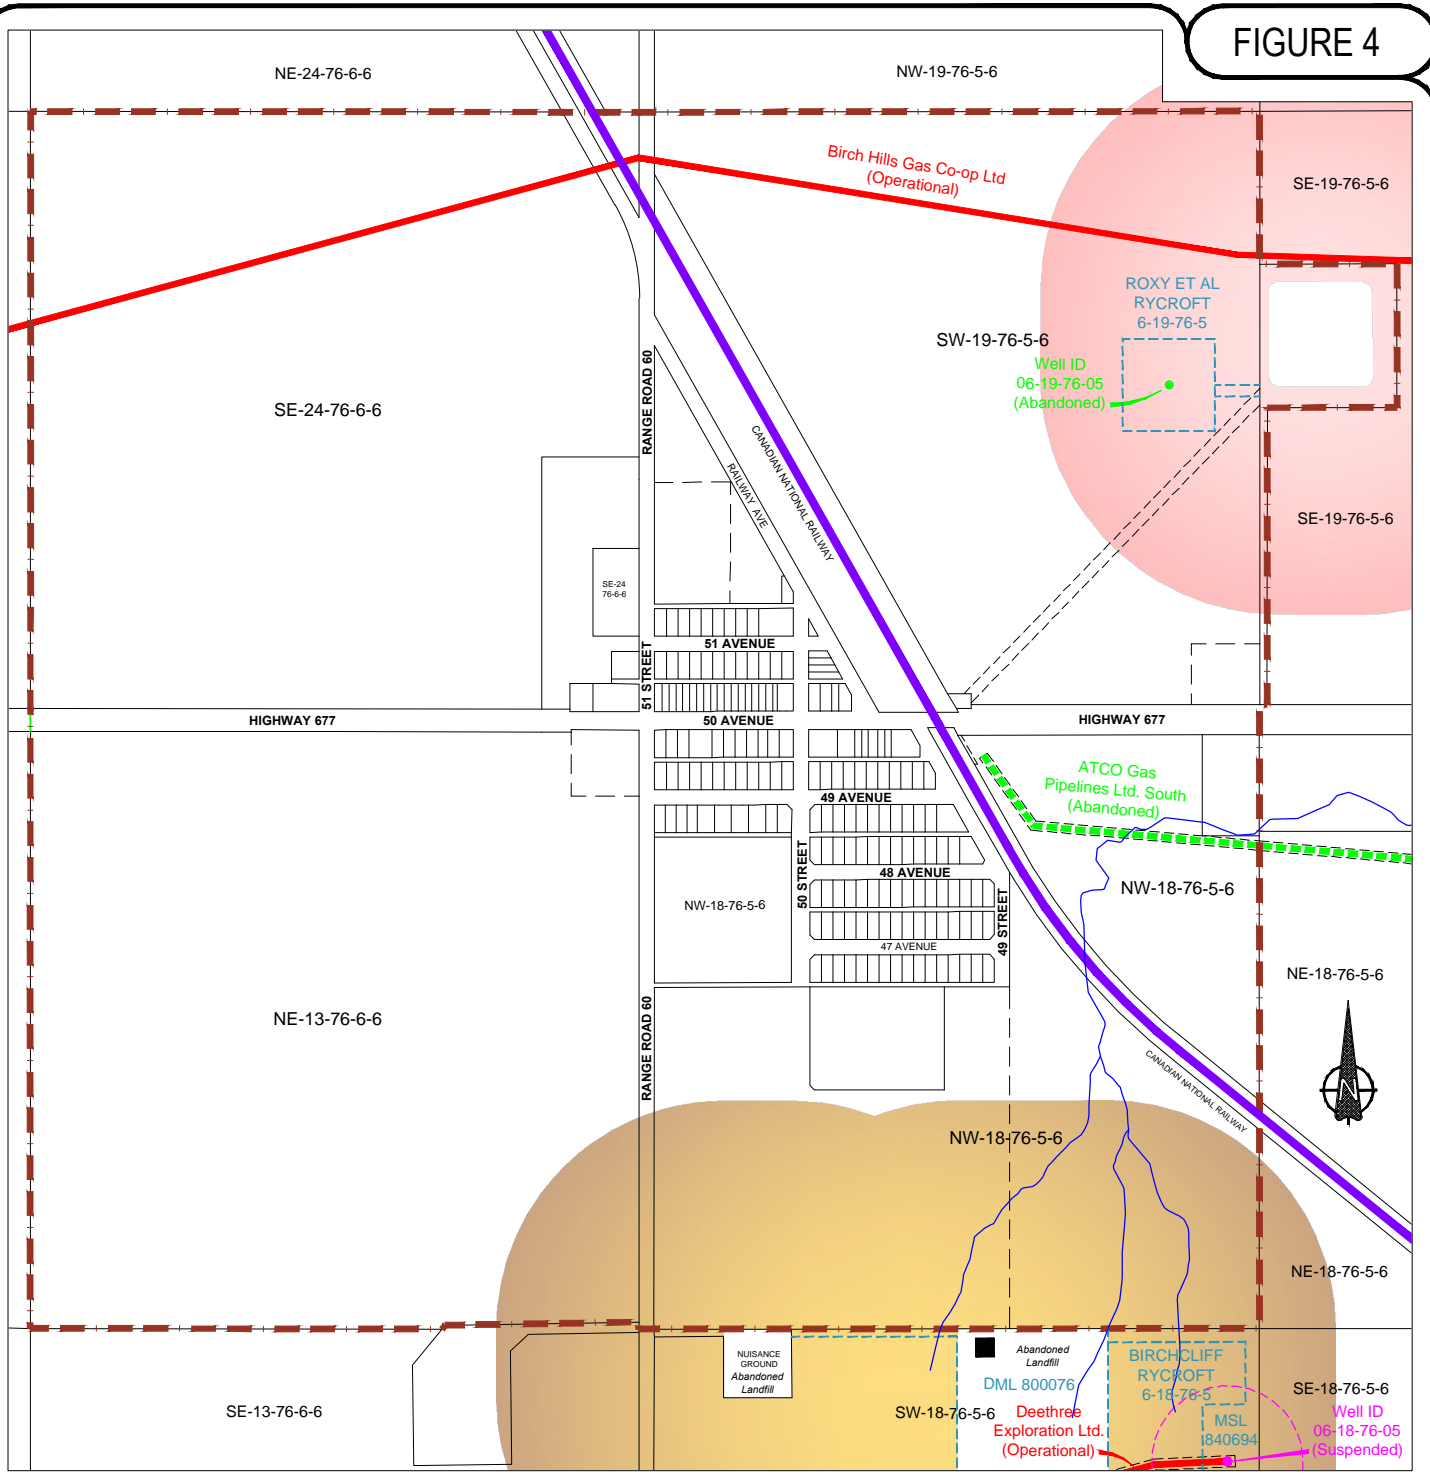 FIGURE 4
NE-24-76-6-6
NW-19-76-5-6
Birch Hills Gas Co-op Ltd
(Operational)
SE-19-76-5-6
ROXY ET AL
RYCROFT
6-19-76-5
SW-19-76-5-6
Well ID
06-19-76-05
(Abandoned)
SE-24-76-6-6
RANGE ROAD 60
CANADIAN NATIONAL RAILWAY
RAILWAY AVE
SE-19-76-5-6
SE-24
76-6-6
51 AVENUE
51 STREET
HIGHWAY 677
50 AVENUE
HIGHWAY 677
ATCO Gas
Pipelines Ltd. South
(Abandoned)
49 AVENUE
50 STREET
48 AVENUE
NW-18-76-5-6
NW-18-76-5-6
49 STREET
47 AVENUE
NE-18-76-5-6
NE-13-76-6-6
RANGE ROAD 60
CANADIAN NATIONAL RAILWAY
N
NW-18-76-5-6
NE-18-76-5-6
NUISANCE
GROUND
Abandoned
Landfill
Abandoned
Landfill
DML 800076
BIRCHCLIFF
RYCROFT
6-18-76-5
SE-18-76-5-6
SE-13-76-6-6
SW-18-76-5-6
Deethree
Exploration Ltd.
(Operational)
MSL
840694
Well ID
06-18-76-05
(Suspended)